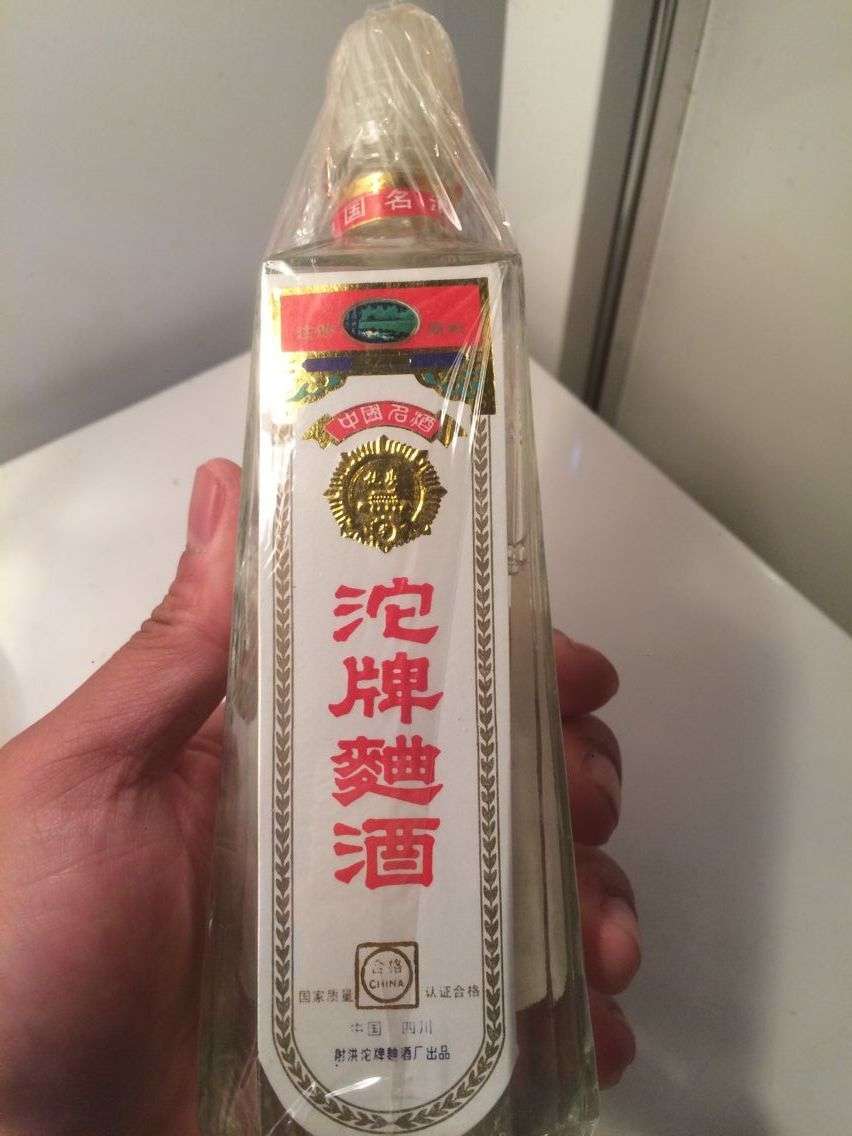 国名
中国名酒
沱牌麯酒
合格
CHINA
国家质量 认证合格
中国 四川
射洪沱牌麯酒厂出品